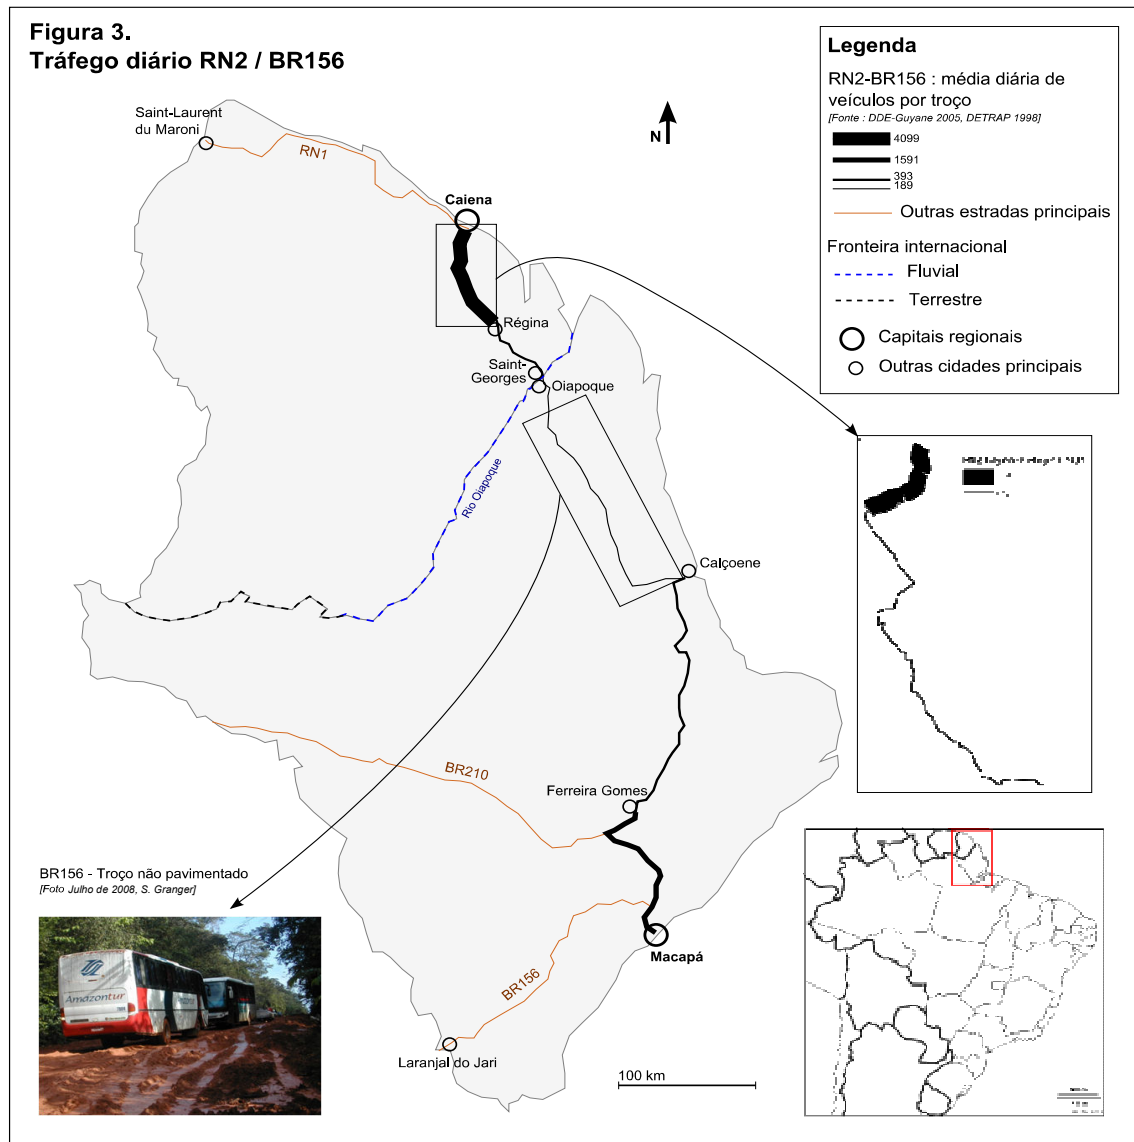 Figura 3.
Tráfego diário RN2 / BR156
Legenda
RN2-BR156 : média diária de
veículos por troço
[Fonte : DDE-Guyane 2005, DETRAP 1998]
4099
1591
393
189
Outras estradas principais
Fronteira internacional
Fluvial
Terrestre
Capitais regionais
Outras cidades principais
N
Saint-Laurent
du Maroni
RN1
Caiena
Régina
Saint-
Georges
Oiapoque
Rio Oiapoque
Calçoene
BR210
Ferreira Gomes
BR156
Macapá
Laranjal do Jari
100 km
BR156 - Troço não pavimentado
[Foto Julho de 2008, S. Granger]
Amazontur